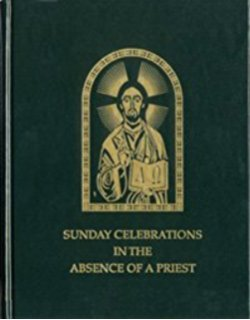 SUNDAY CELEBRATIONS
IN THE
ABSENCE OF A PRIEST